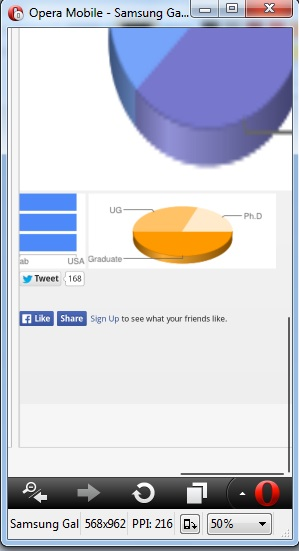 Opera Mobile - Samsung Ga...
UG
Ph.D
Graduate
ab
USA
Tweet
168
Like
Share
Sign Up to see what your friends like.
Samsung Gal
568x962
PPI: 216
50%